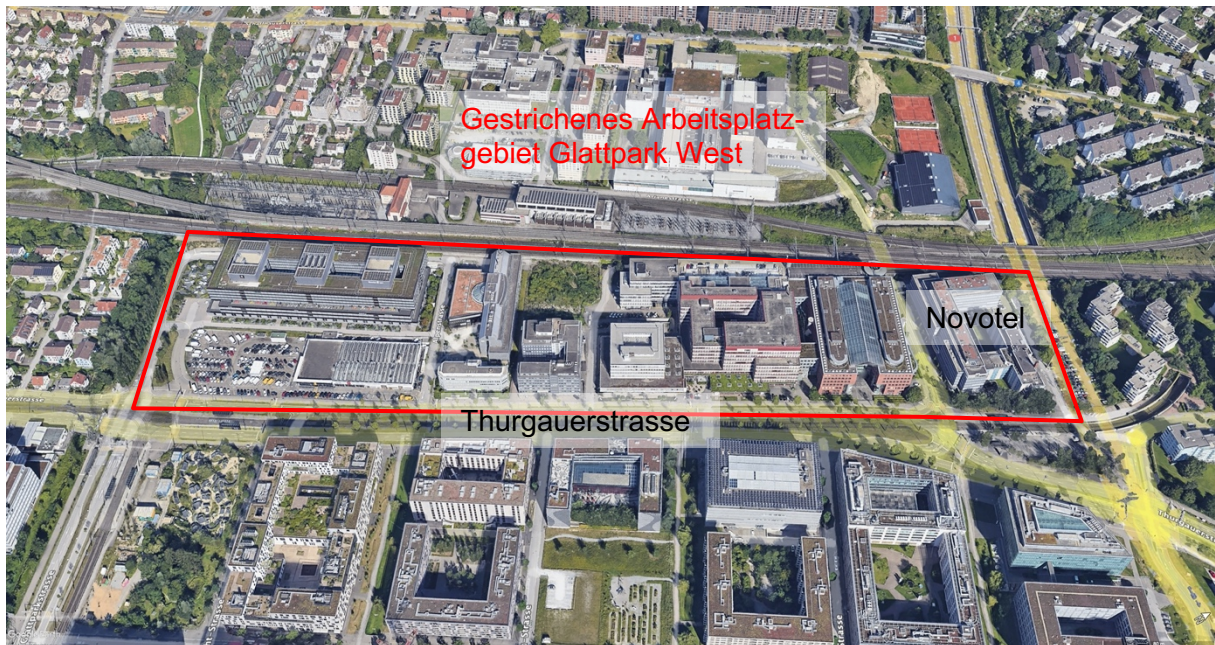 Gestrichenes Arbeitsplatz-
gebiet Glattpark West
Novotel
Thurgauerstrasse